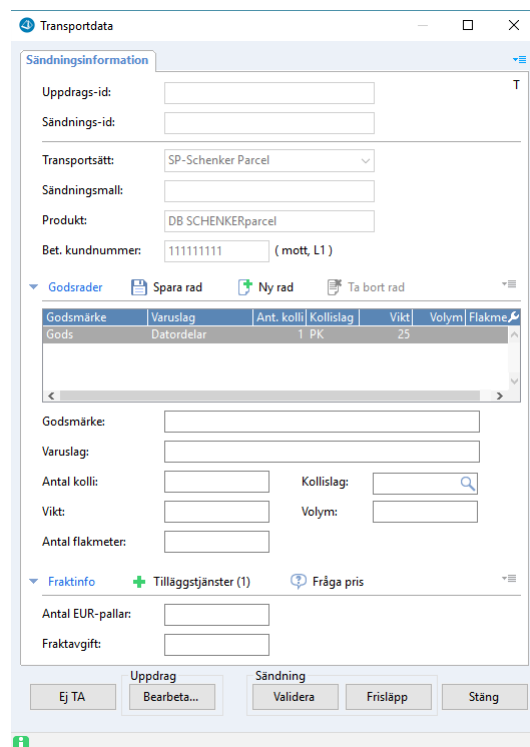 Transportdata
Sändningsinformation
Uppdrags-id:
T
Sändnings-id:
Transportsätt: SP-Schenker Parcel
Sändningsmall:
Produkt: DB SCHENKERparcel
Bet. kundnummer: 111111111 ( mott, L1 )
Godsrader Spara rad Ny rad Ta bort rad
Godsmärke Varuslag Ant. kolli Kollislag Vikt Volym Flakme
Gods Datordelar 1 PK 25
Godsmärke:
Varuslag:
Antal kolli: Kollislag:
Vikt: Volym:
Antal flakmeter:
Fraktinfo Tilläggstjänster (1) Fråga pris
Antal EUR-pallar:
Fraktavgift:
Uppdrag Sändning
Ej TA Bearbeta... Validera Frisläpp Stäng